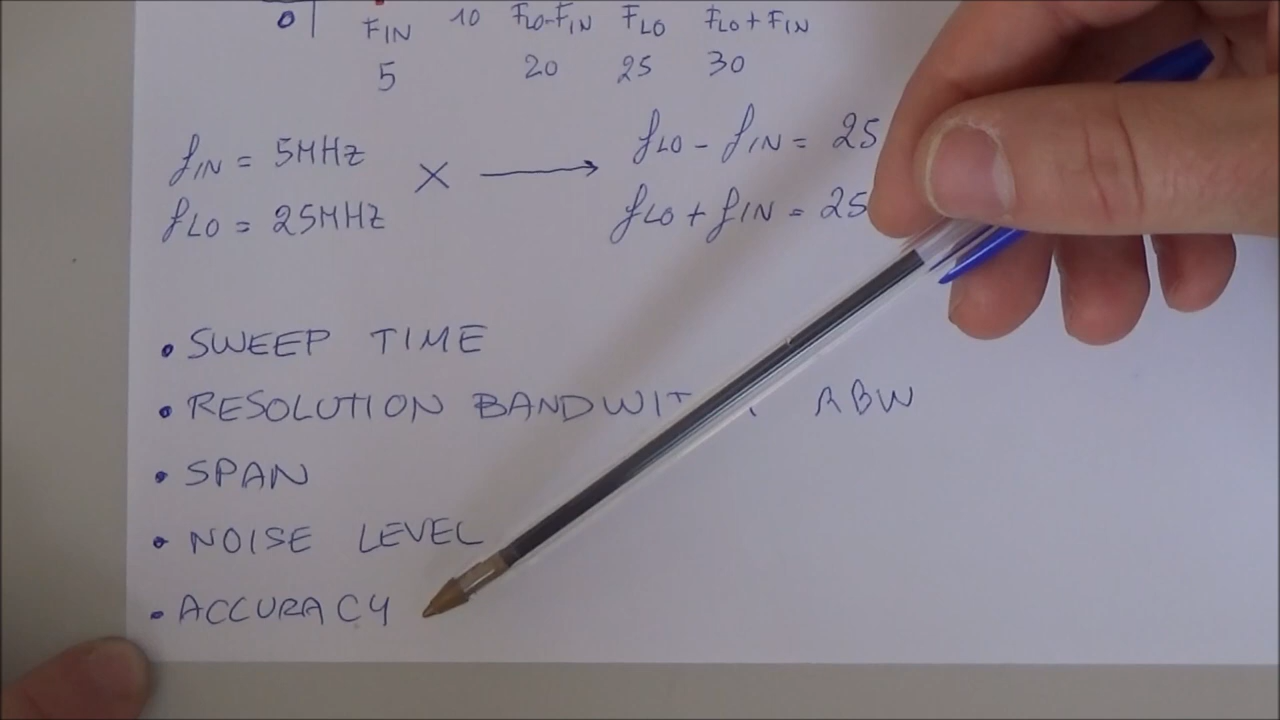 0 FIN 10 FLO-FIN FLO FLO+FIN
5 20 25 30
fIN = 5MHz
fLO = 25MHz
X
fLO - fIN = 25
fLO + fIN = 25
• SWEEP TIME
• RESOLUTION RBW
• SPAN
• NOISE LEVEL
• ACCURACY